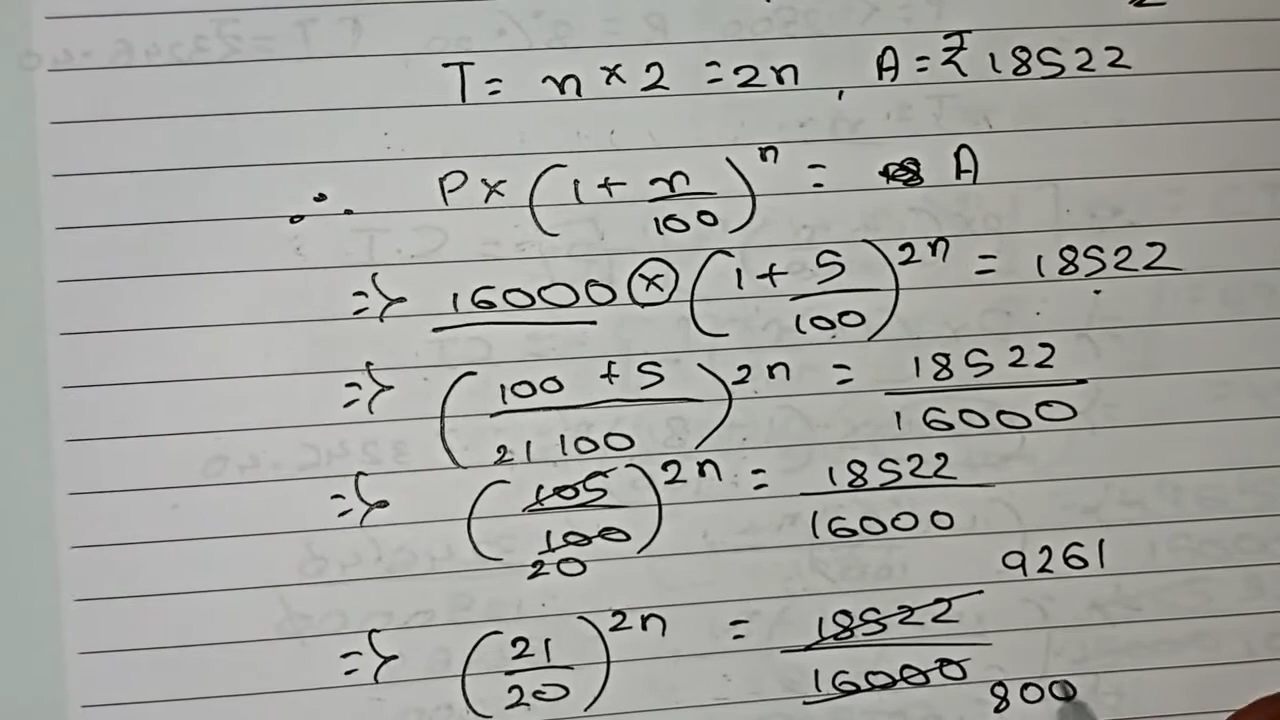 T = n × 2 = 2n, A = ₹ 18522
∴ P × (1 + r/100)^n = A
=> 16000 × (1 + 5/100)^2n = 18522
=> (100 + 5/100)^2n = 18522/16000
21
=> (105/100)^2n = 18522/16000
20
9261
=> (21/20)^2n = 18522/16000
800